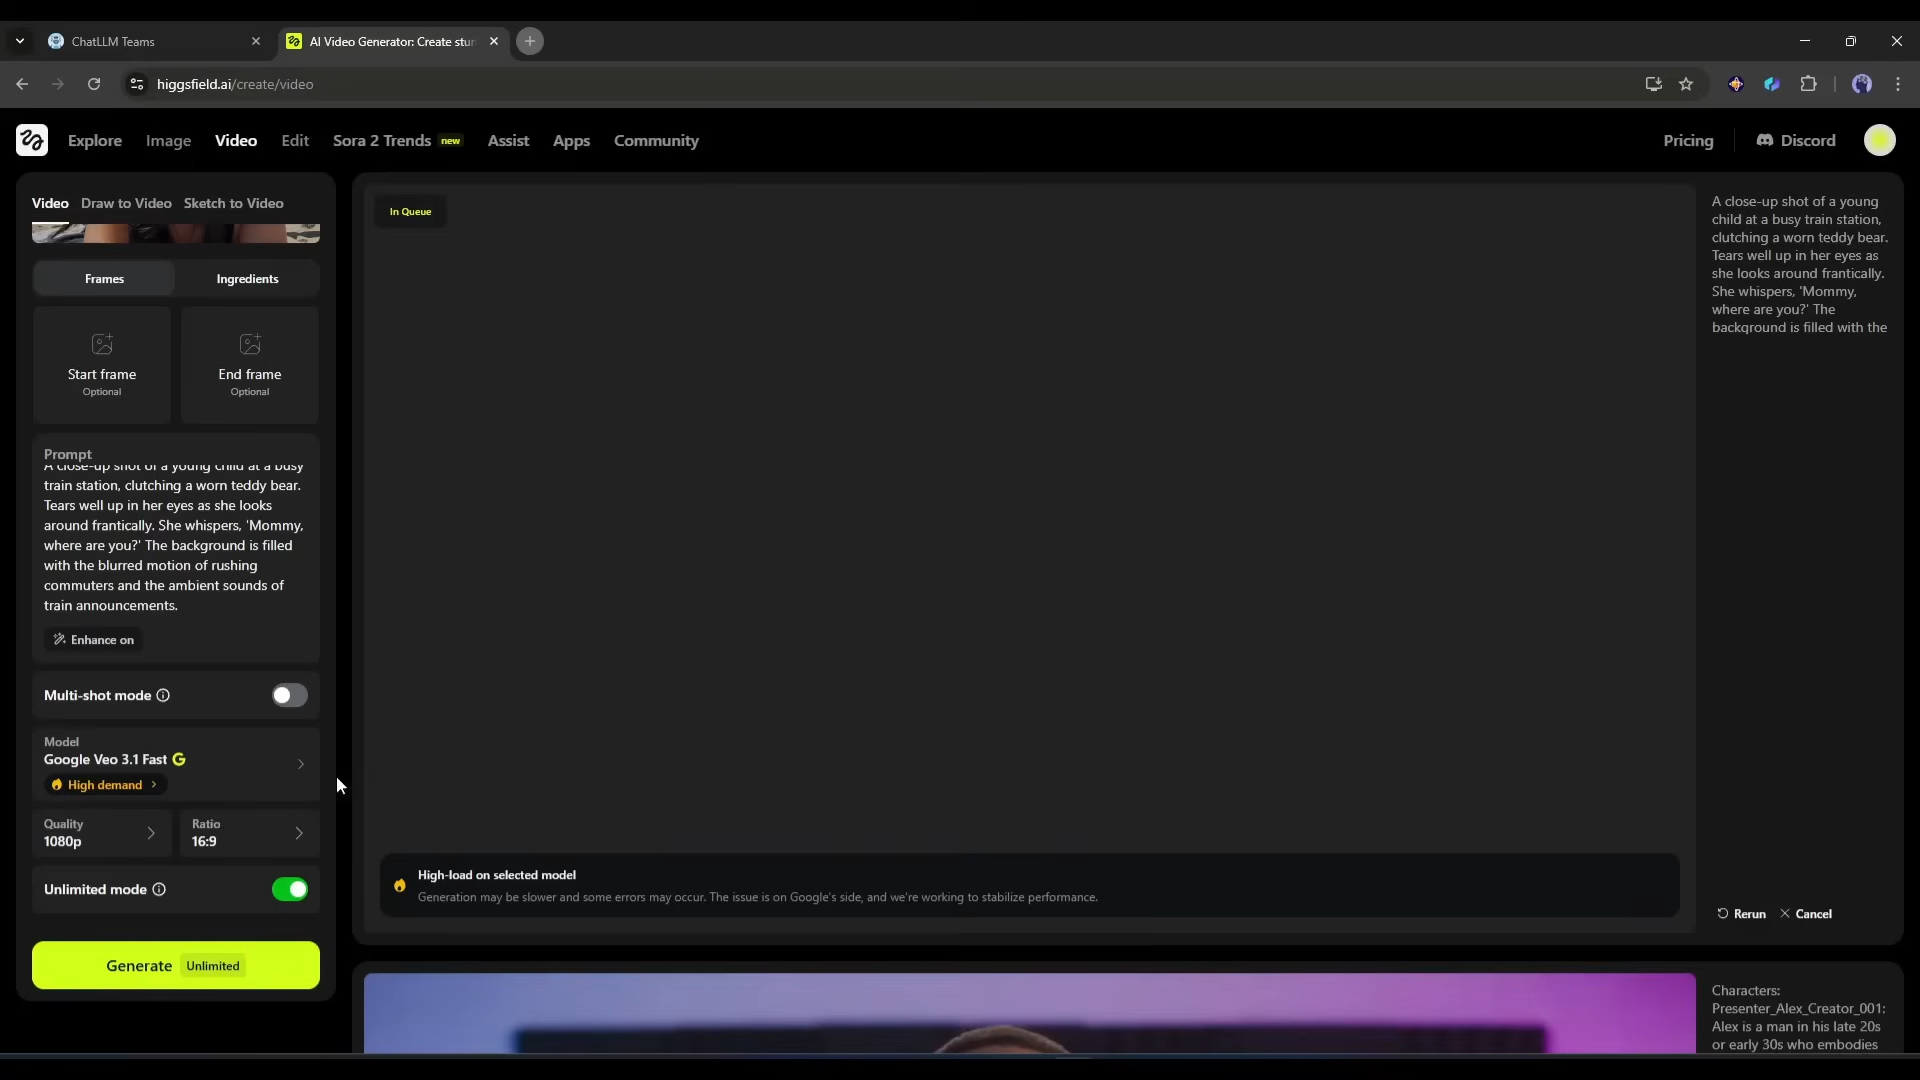 ChatLLM Teams
AI Video Generator: Create stun
higgsfield.ai/create/video
Explore
Image
Video
Edit
Sora 2 Trends new
Assist
Apps
Community
Pricing
Discord
Video
Draw to Video
Sketch to Video
Frames
Ingredients
Start frame
Optional
End frame
Optional
Prompt
A close-up shot of a young child at a busy
train station, clutching a worn teddy bear.
Tears well up in her eyes as she looks
around frantically. She whispers, 'Mommy,
where are you?' The background is filled
with the blurred motion of rushing
commuters and the ambient sounds of
train announcements.
Enhance on
Multi-shot mode
Model
Google Veo 3.1 Fast
High demand
Quality
1080p
Ratio
16:9
Unlimited mode
Generate Unlimited
In Queue
High-load on selected model
Generation may be slower and some errors may occur. The issue is on Google's side, and we're working to stabilize performance.
A close-up shot of a young
child at a busy train station,
clutching a worn teddy bear.
Tears well up in her eyes as
she looks around frantically.
She whispers, 'Mommy,
where are you?' The
background is filled with the
Rerun
Cancel
Characters:
Presenter_Alex_Creator_001:
Alex is a man in his late 20s
or early 30s who embodies